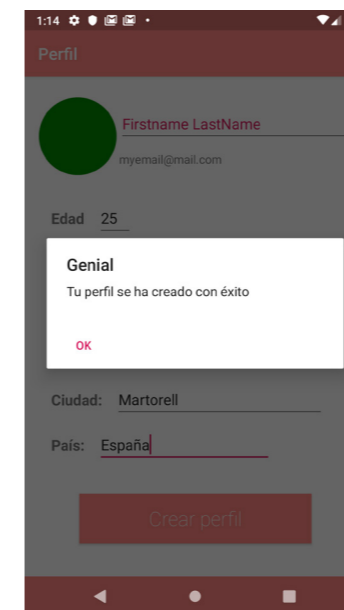 1:14
Perfil
Firstname LastName
myemail@mail.com
Edad 25
Genial
Tu perfil se ha creado con éxito
OK
Ciudad: Martorell
País: España
Crear perfil